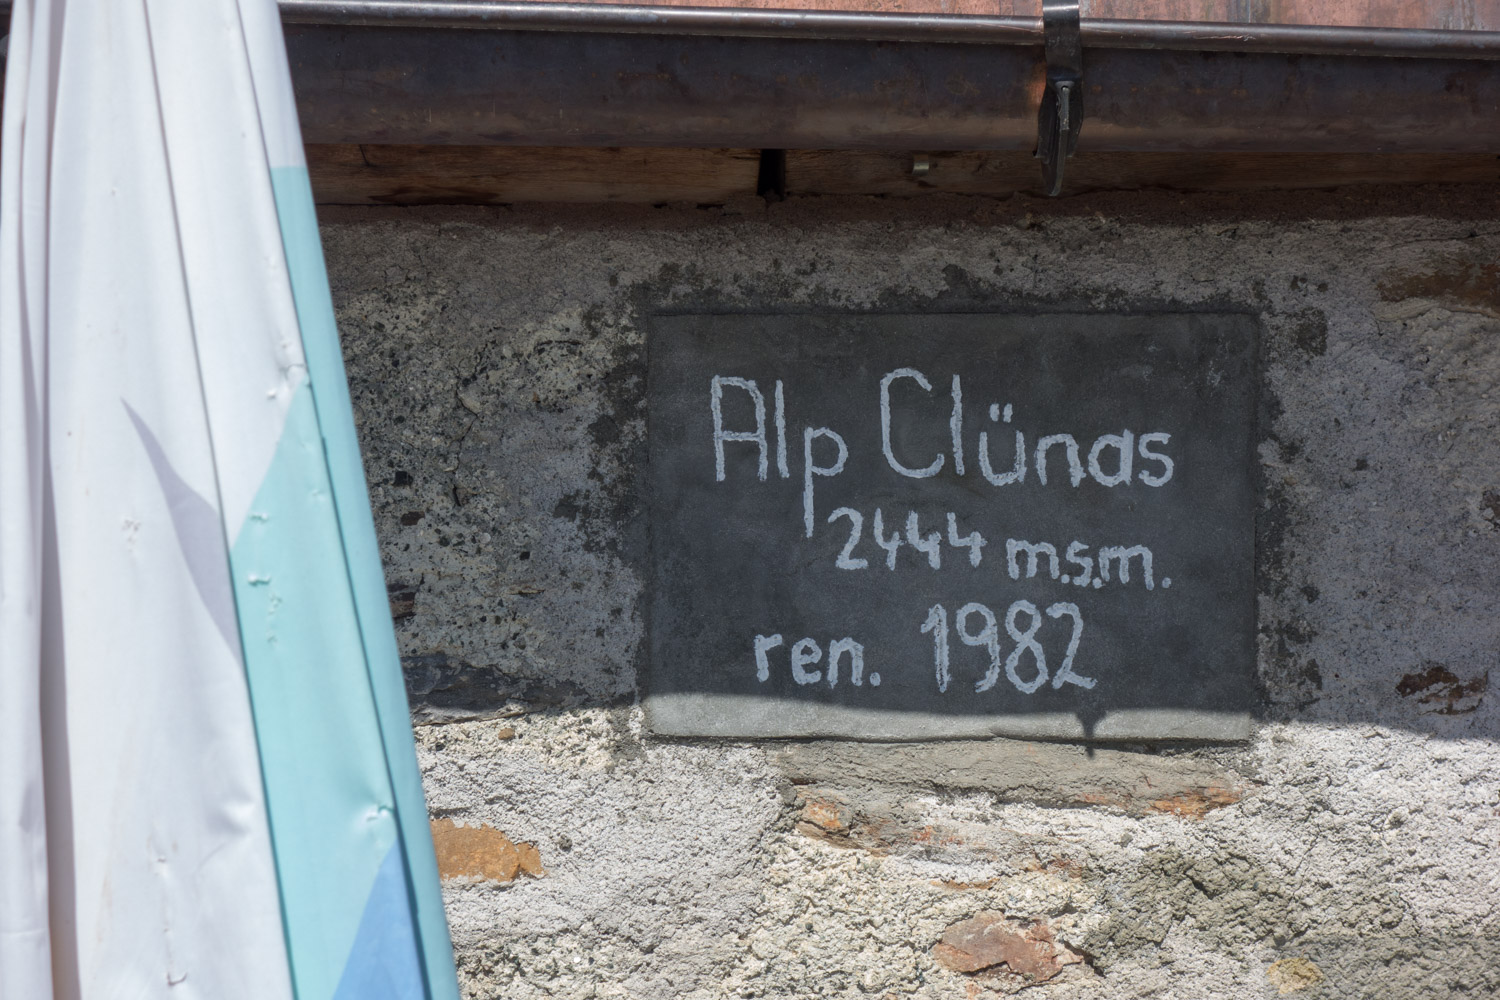 Alp Clünas
2444 m.s.m.
ren. 1982